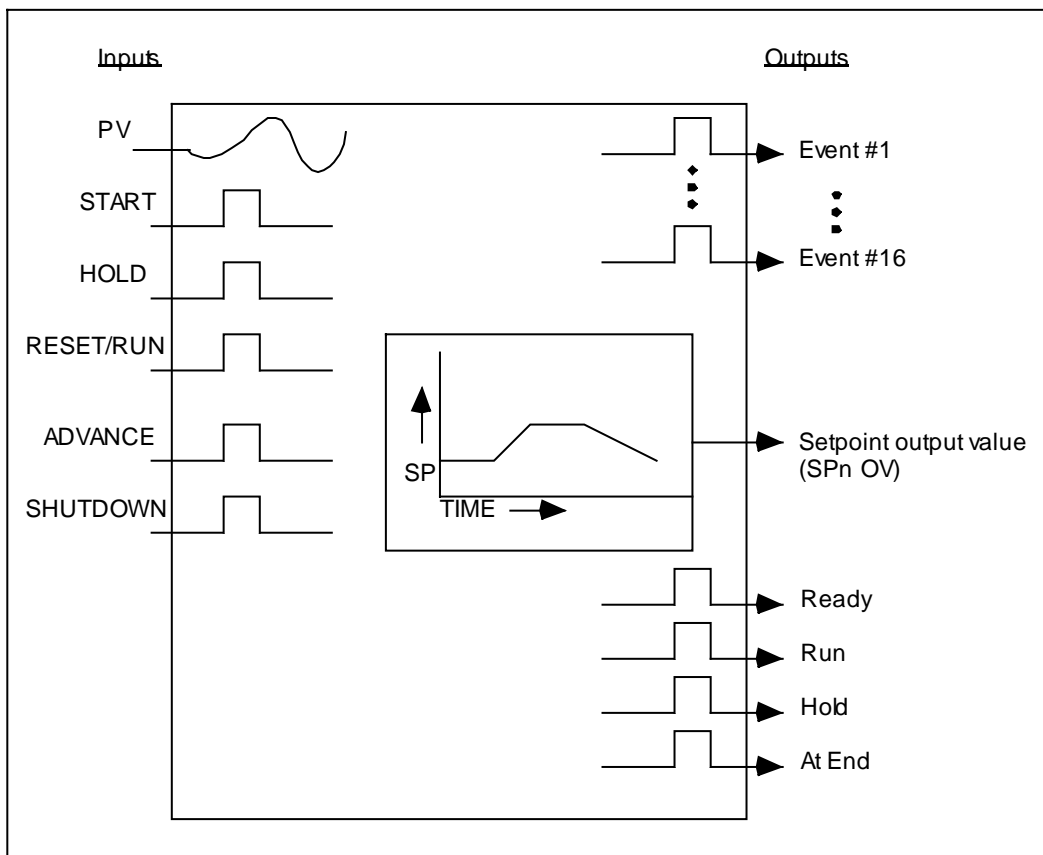 Inputs
Outputs
PV
START
HOLD
RESET/RUN
ADVANCE
SHUTDOWN
SP
TIME
Event #1
Event #16
Setpoint output value
(SPn OV)
Ready
Run
Hold
At End